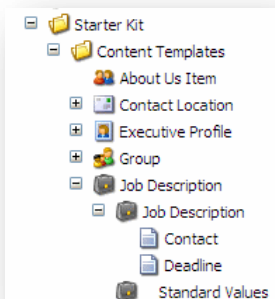 Starter Kit
Content Templates
About Us Item
Contact Location
Executive Profile
Group
Job Description
Job Description
Contact
Deadline
Standard Values